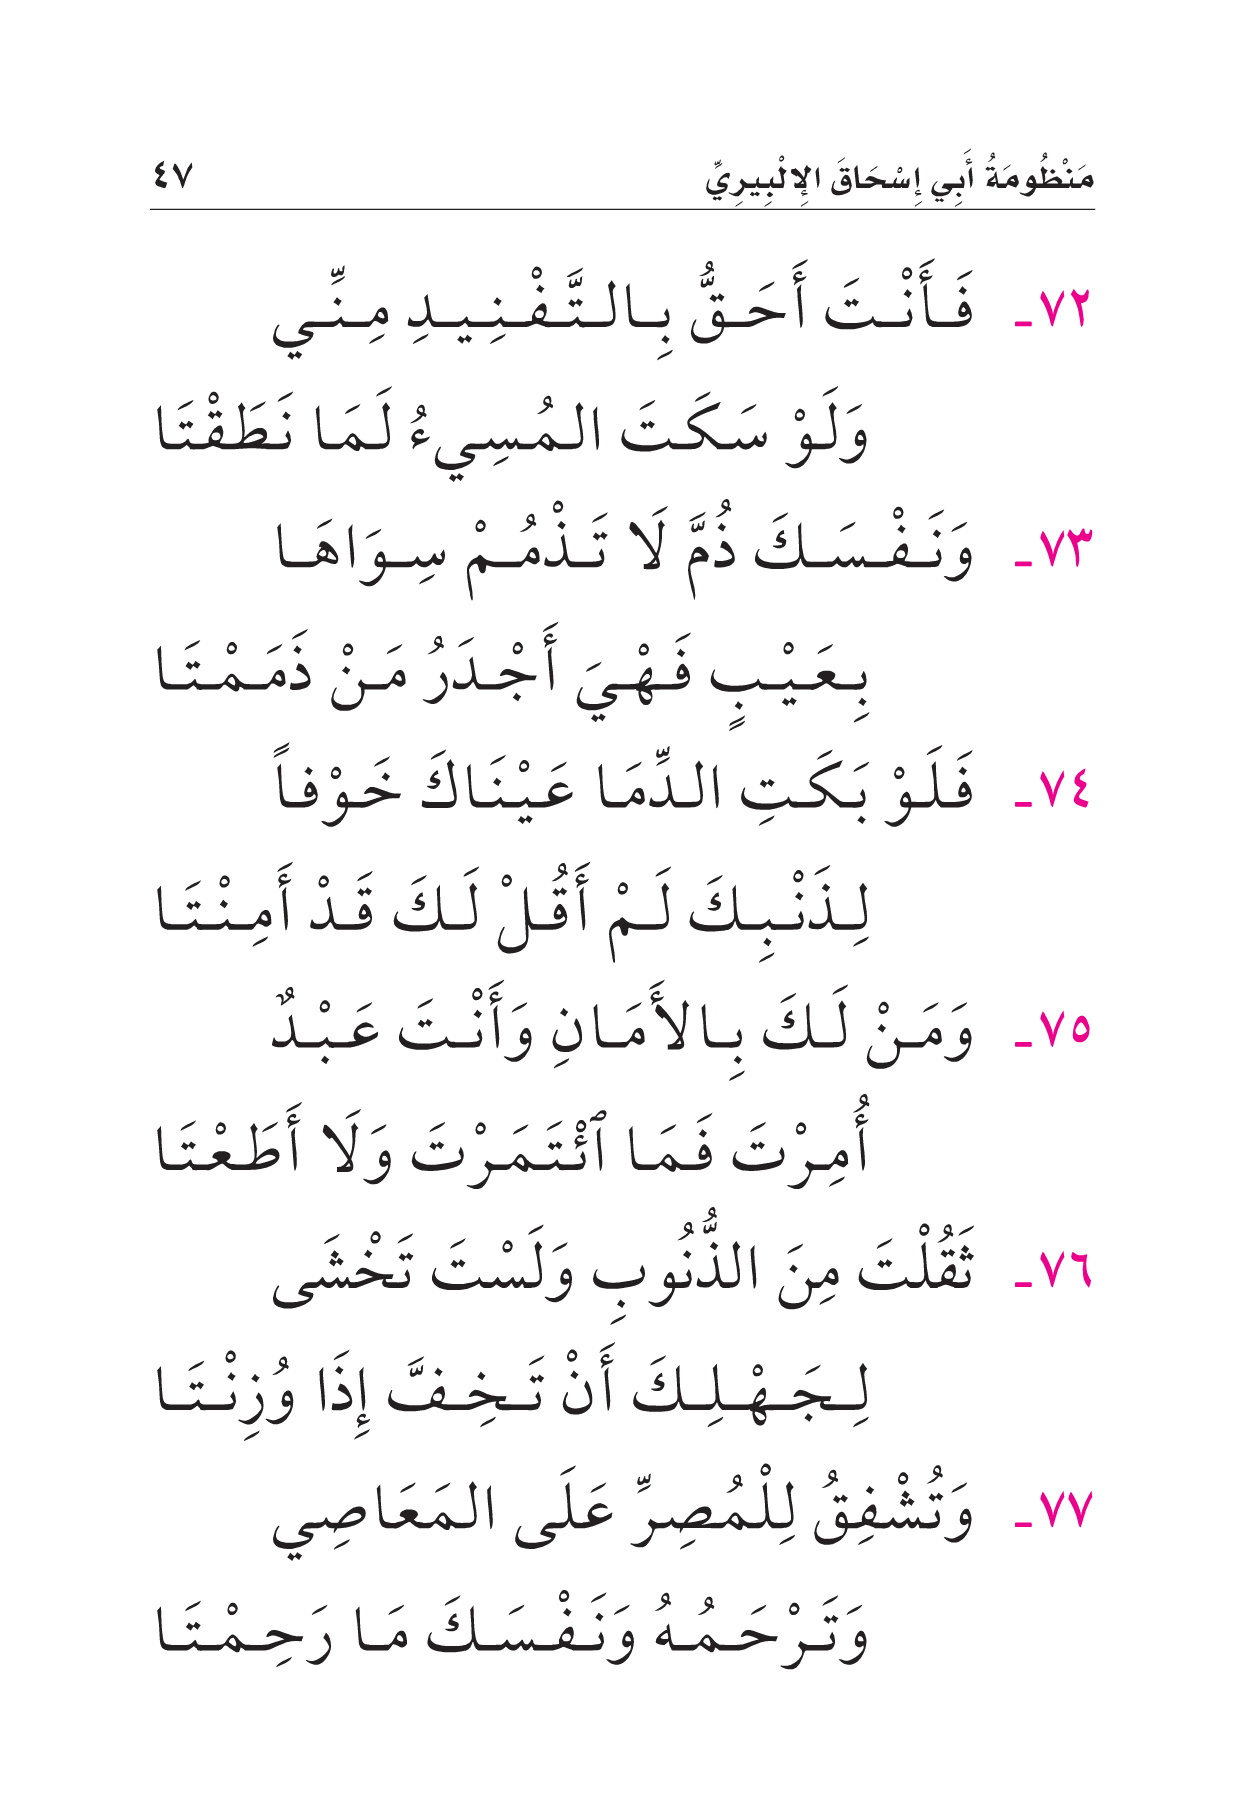 مَنْظُومَةُ أَبِي إِسْحَاقَ الإِلْبِيرِيِّ ٤٧
٧٢ـ فَأَنْتَ أَحَقُّ بِالتَّفْنِيدِ مِنِّي
وَلَوْ سَكَتَ المُسِيءُ لَمَا نَطَقْتَا
٧٣ـ وَنَفْسَكَ ذُمَّ لَا تَذْمُمْ سِوَاهَا
بِعَيْبٍ فَهْيَ أَجْدَرُ مَنْ ذَمَمْتَا
٧٤ـ فَلَوْ بَكَتِ الدِّمَا عَيْنَاكَ خَوْفاً
لِذَنْبِكَ لَمْ أَقُلْ لَكَ قَدْ أَمِنْتَا
٧٥ـ وَمَنْ لَكَ بِالأَمَانِ وَأَنْتَ عَبْدٌ
أُمِرْتَ فَمَا ٱئْتَمَرْتَ وَلَا أَطَعْتَا
٧٦ـ ثَقُلْتَ مِنَ الذُّنُوبِ وَلَسْتَ تَخْشَى
لِجَهْلِكَ أَنْ تَخِفَّ إِذَا وُزِنْتَا
٧٧ـ وَتُشْفِقُ لِلْمُصِرِّ عَلَى المَعَاصِي
وَتَرْحَمُهُ وَنَفْسَكَ مَا رَحِمْتَا